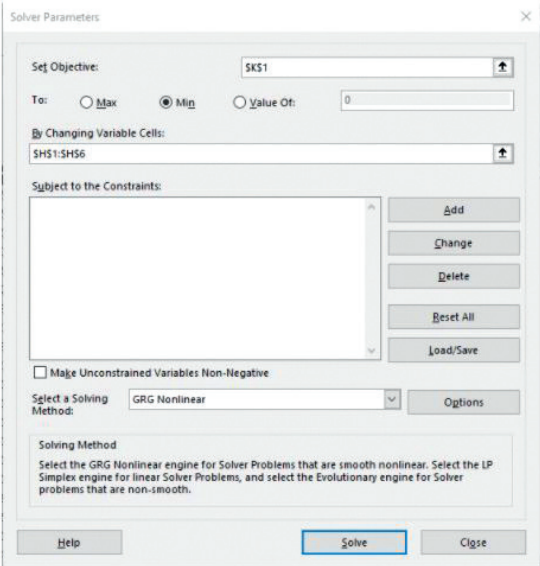 Solver Parameters
Set Objective: $K$1
To: Max Min Value Of: 0
By Changing Variable Cells:
$H$1:$H$6
Subject to the Constraints:
Add
Change
Delete
Reset All
Load/Save
Make Unconstrained Variables Non-Negative
Select a Solving Method: GRG Nonlinear Options
Solving Method
Select the GRG Nonlinear engine for Solver Problems that are smooth nonlinear. Select the LP
Simplex engine for linear Solver Problems, and select the Evolutionary engine for Solver
problems that are non-smooth.
Help Solve Close